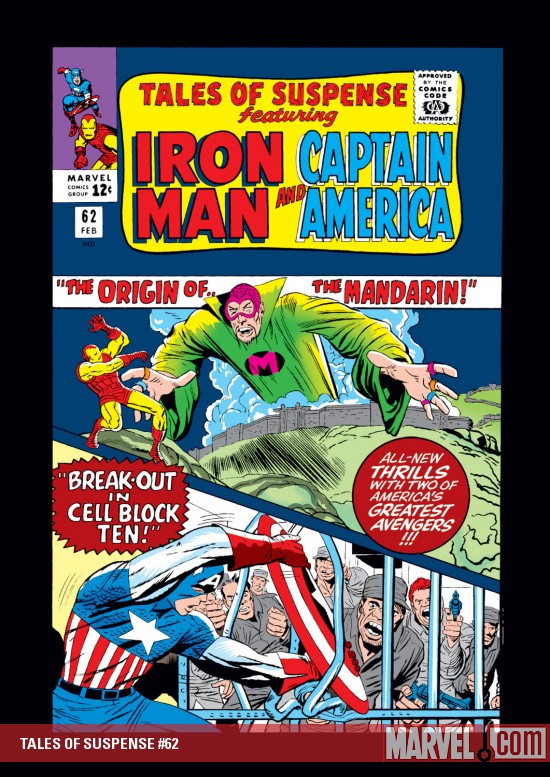 TALES OF SUSPENSE
featuring
IRON MAN AND CAPTAIN AMERICA
APPROVED
BY THE
COMICS
CODE
CA
AUTHORITY
MARVEL
COMICS GROUP 12¢
62
FEB
IND
"THE ORIGIN OF.. THE MANDARIN!"
M
ALL-NEW
THRILLS
WITH TWO OF
AMERICA'S
GREATEST
AVENGERS
!!!
"BREAK-OUT
IN
CELL BLOCK
TEN!"
TALES OF SUSPENSE #62
MARVEL.COM